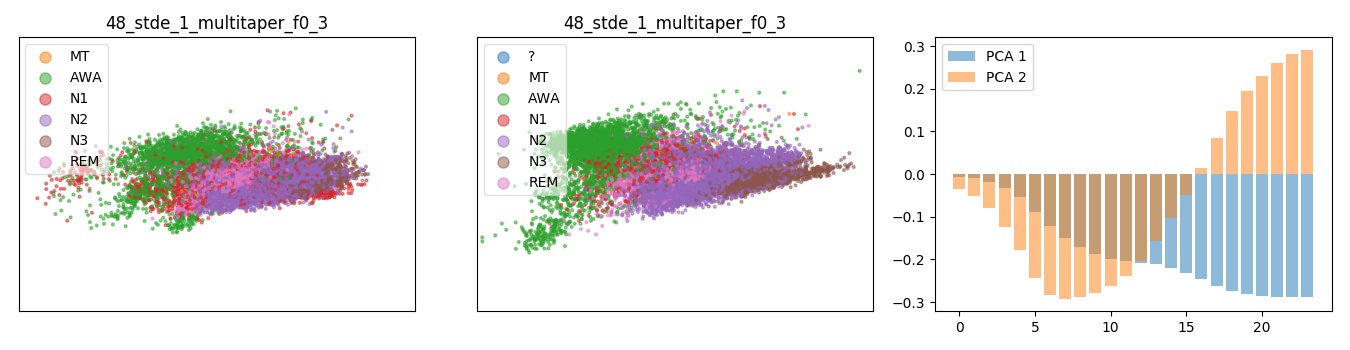 48_stde_1_multitaper_f0_3
MT
AWA
N1
N2
N3
REM
48_stde_1_multitaper_f0_3
?
MT
AWA
N1
N2
N3
REM
PCA 1
PCA 2
0.3
0.2
0.1
0.0
−0.1
−0.2
−0.3
0
5
10
15
20